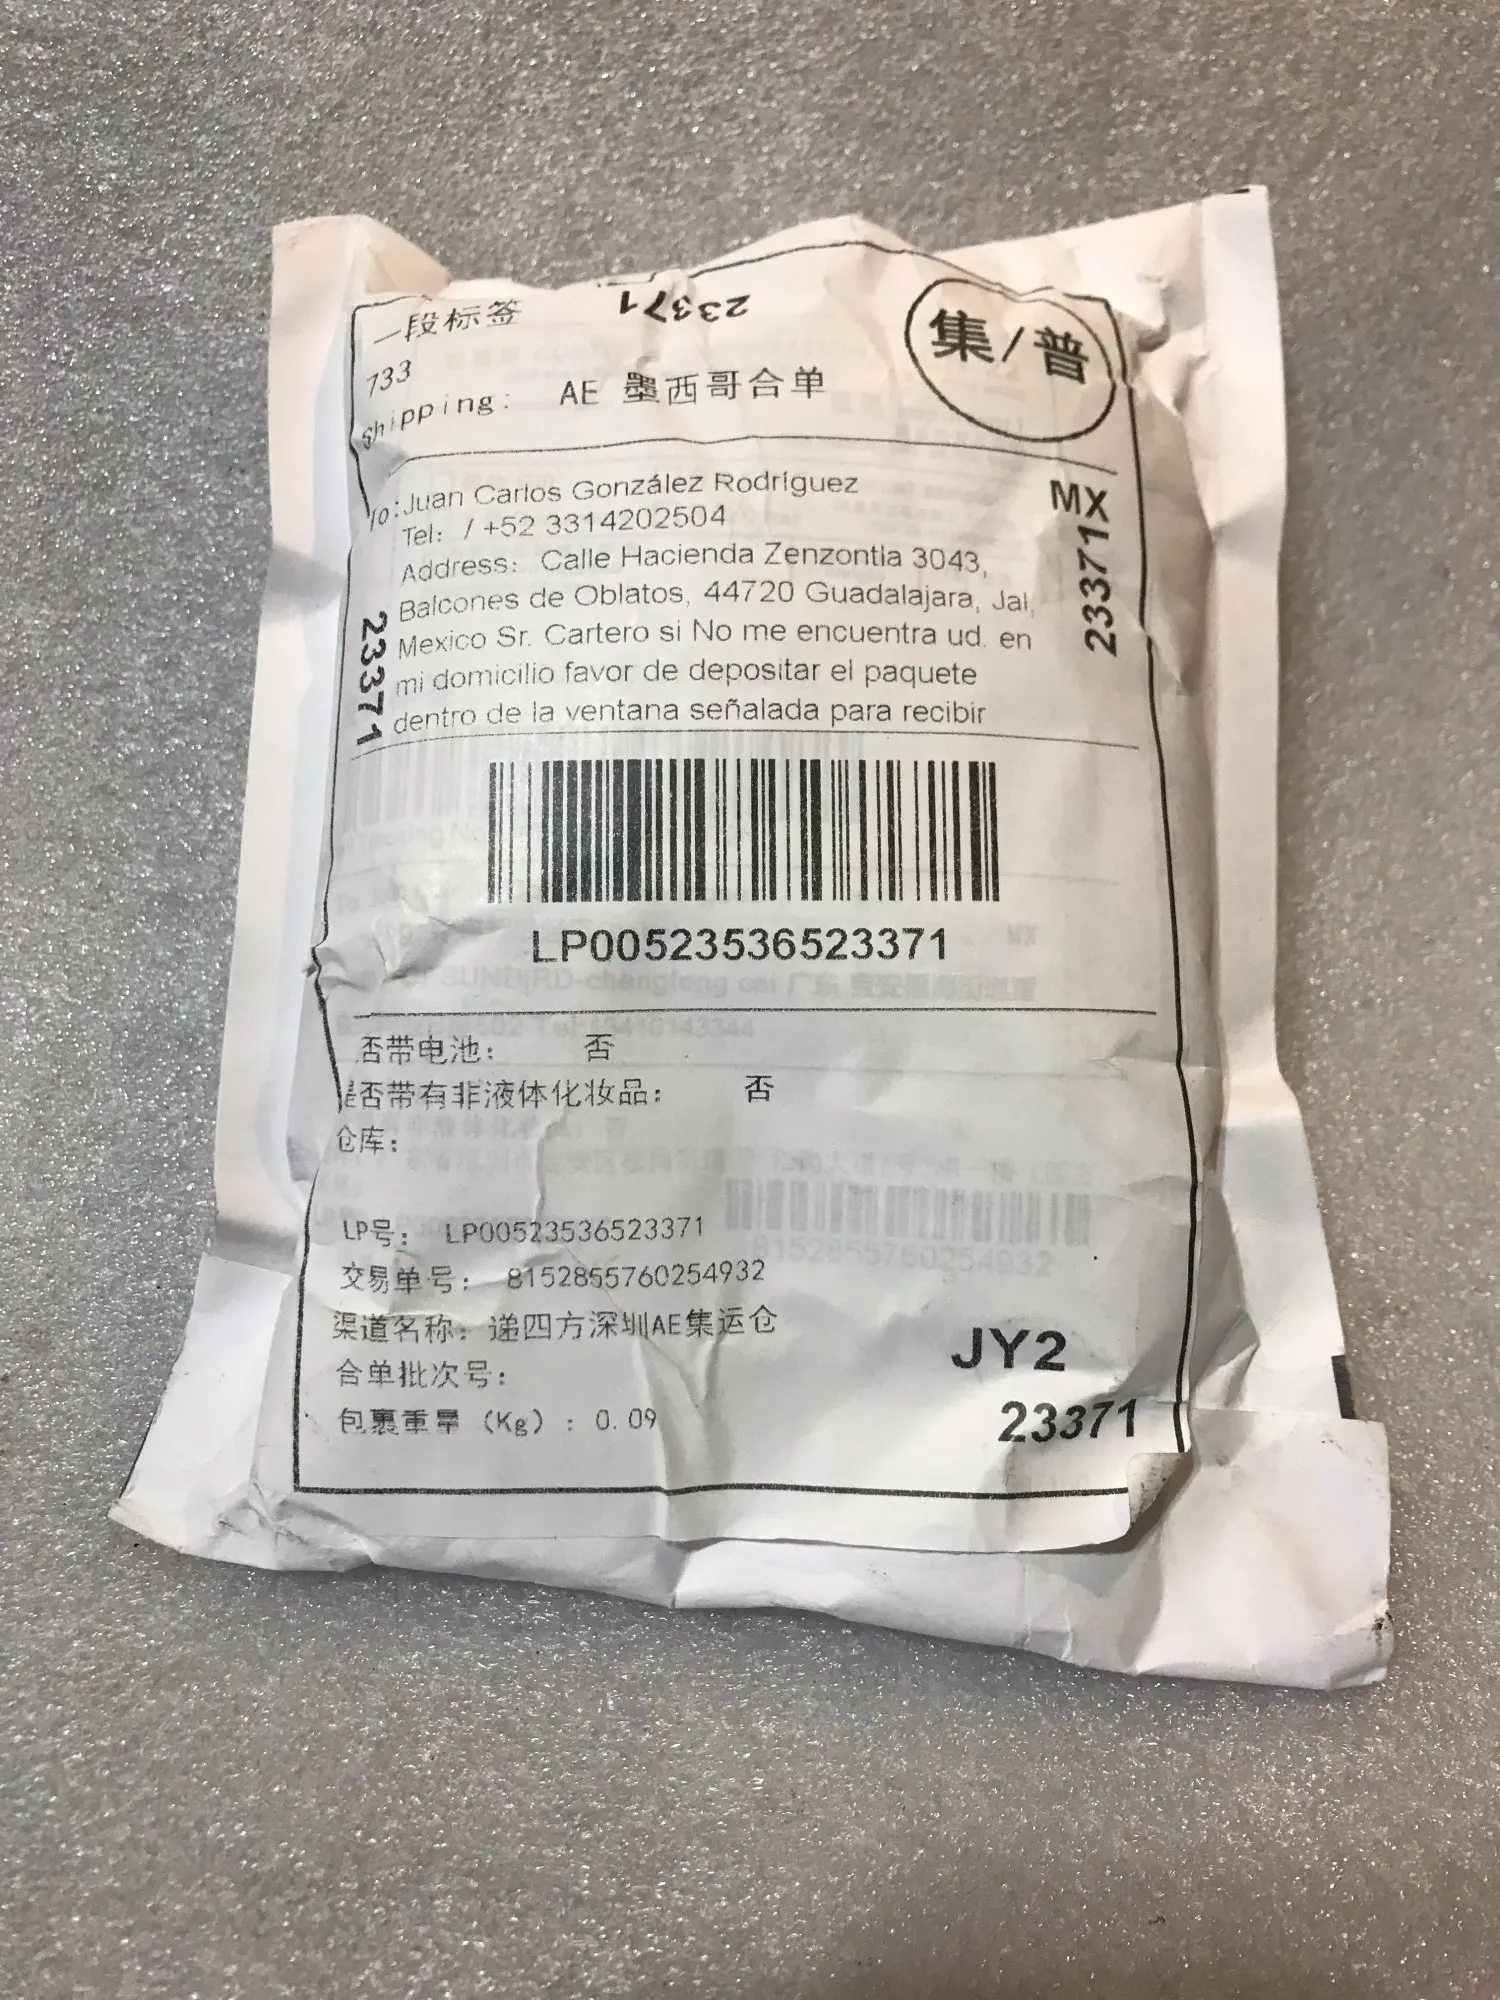 一段标签
23371
集/普
733
shipping: AE 墨西哥合单
To: Juan Carlos González Rodríguez
MX
23371X
Tel: / +52 3314202504
Address: Calle Hacienda Zenzontla 3043,
Balcones de Oblatos, 44720 Guadalajara, Jal,
Mexico Sr. Cartero si No me encuentra ud. en
mi domicilio favor de depositar el paquete
dentro de la ventana señalada para recibir
23371
LP00523536523371
否带电池： 否
是否带有非液体化妆品： 否
仓库：
LP号： LP00523536523371
交易单号： 8152855760254932
渠道名称：递四方深圳AE集运仓
合单批次号：
包裹重量（Kg）：0.09
JY2
23371